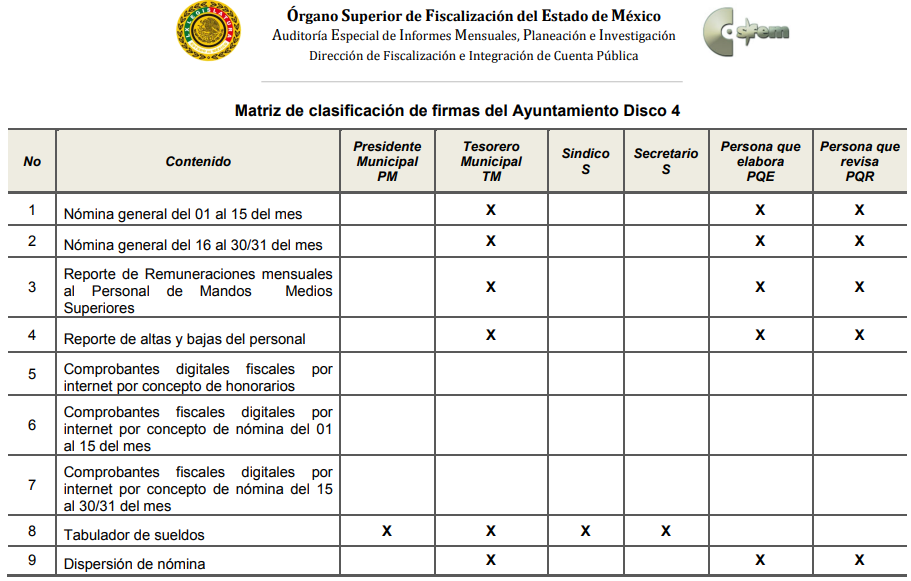 Órgano Superior de Fiscalización del Estado de México
Auditoría Especial de Informes Mensuales, Planeación e Investigación
Dirección de Fiscalización e Integración de Cuenta Pública
osfem
Matriz de clasificación de firmas del Ayuntamiento Disco 4
No Contenido Presidente Municipal PM Tesorero Municipal TM Sindico S Secretario S Persona que elabora PQE Persona que revisa PQR
1 Nómina general del 01 al 15 del mes X X X
2 Nómina general del 16 al 30/31 del mes X X X
3 Reporte de Remuneraciones mensuales
al Personal de Mandos Medios
Superiores X X X
4 Reporte de altas y bajas del personal X X X
5 Comprobantes digitales fiscales por
internet por concepto de honorarios
6 Comprobantes fiscales digitales por
internet por concepto de nómina del 01
al 15 del mes
7 Comprobantes fiscales digitales por
internet por concepto de nómina del 15
al 30/31 del mes
8 Tabulador de sueldos X X X X
9 Dispersión de nómina X X X